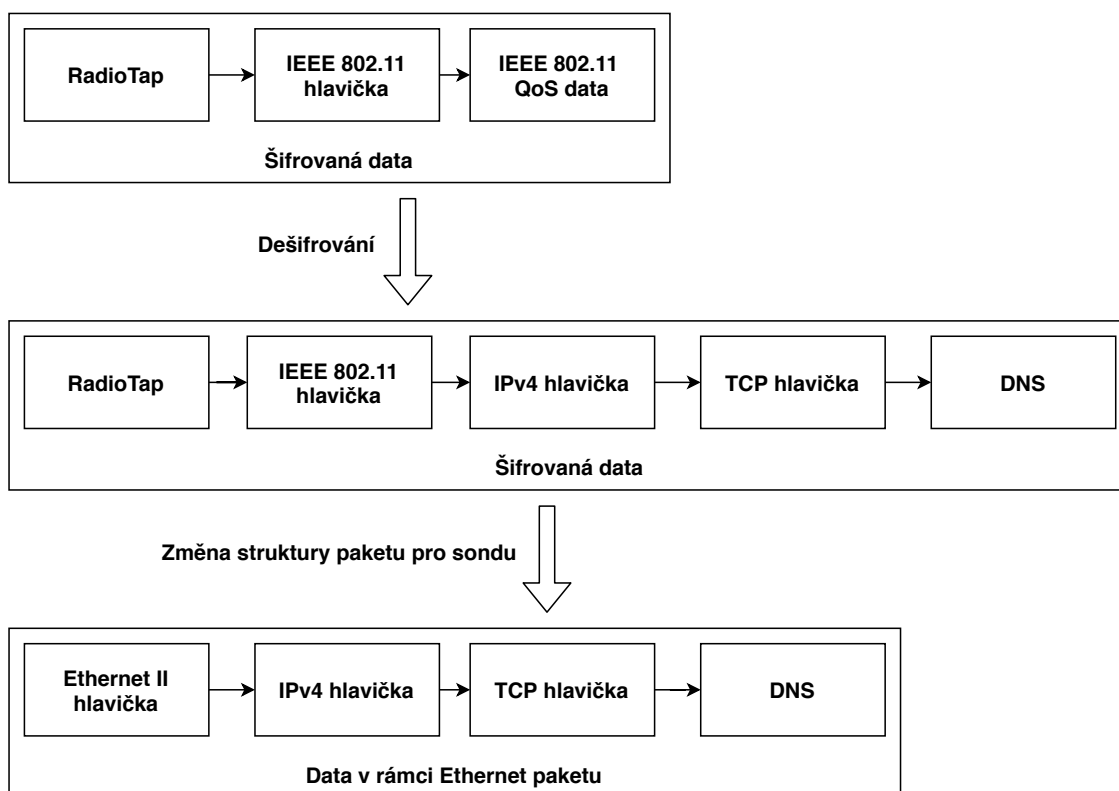 RadioTap
IEEE 802.11
hlavička
IEEE 802.11
QoS data
Šifrovaná data
Dešifrování
RadioTap
IEEE 802.11
hlavička
IPv4 hlavička
TCP hlavička
DNS
Šifrovaná data
Změna struktury paketu pro sondu
Ethernet II
hlavička
IPv4 hlavička
TCP hlavička
DNS
Data v rámci Ethernet paketu